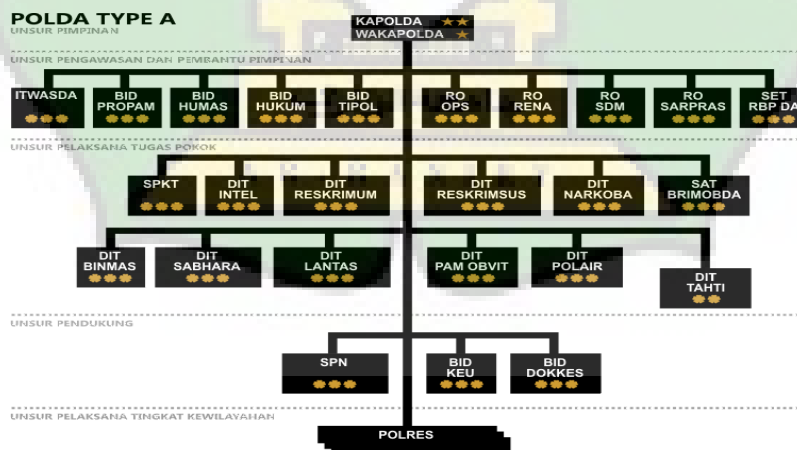 POLDA TYPE A
UNSUR PIMPINAN
KAPOLDA
WAKAPOLDA
UNSUR PENGAWASAN DAN PEMBANTU PIMPINAN
ITWASDA
BID PROPAM
BID HUMAS
BID HUKUM
BID TIPOL
RO OPS
RO RENA
RO SDM
RO SARPRAS
SET RBP DA
UNSUR PELAKSANA TUGAS POKOK
SPKT
DIT INTEL
DIT RESKRIMUM
DIT RESKRIMSUS
DIT NARKOBA
SAT BRIMOBDA
DIT BINMAS
DIT SABHARA
DIT LANTAS
DIT PAM OBVIT
DIT POLAIR
DIT TAHTI
UNSUR PENDUKUNG
SPN
BID KEU
BID DOKKES
UNSUR PELAKSANA TINGKAT KEWILAYAHAN
POLRES